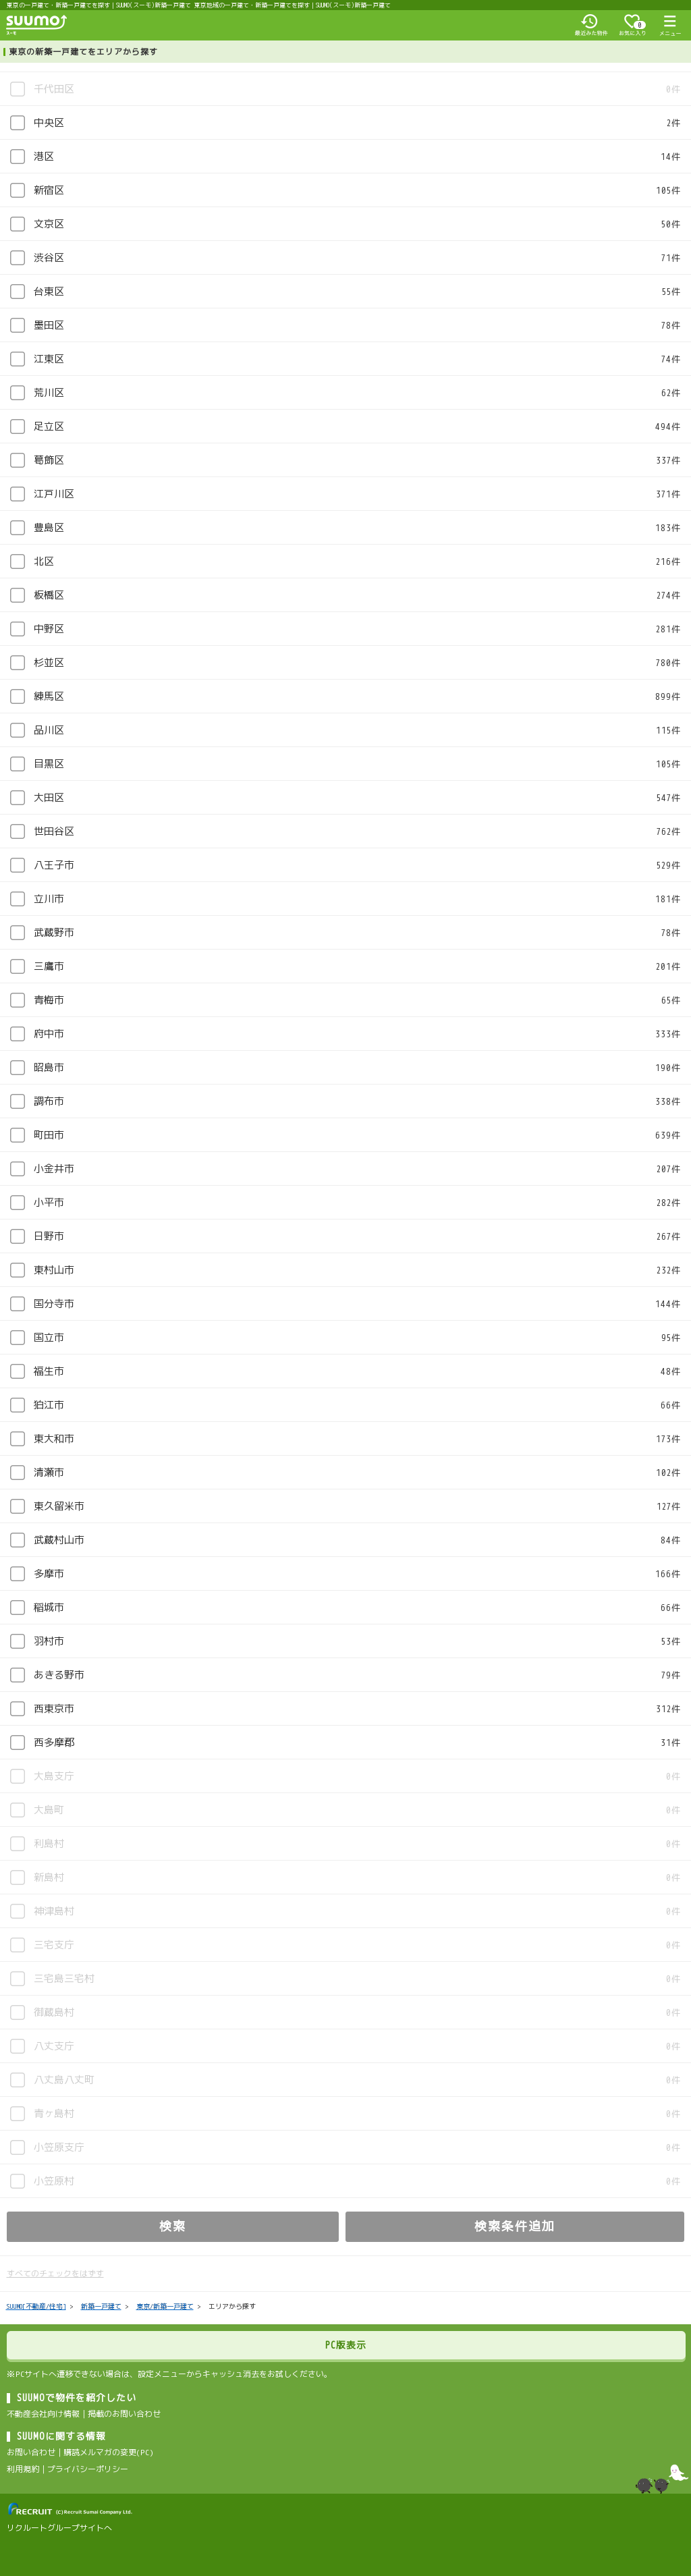 東京の一戸建て・新築一戸建てを探す｜SUUMO(スーモ)新築一戸建て 東京地域の一戸建て・新築一戸建てを探す｜SUUMO(スーモ)新築一戸建て
SUUMO
スーモ
最近みた物件
0
お気に入り
メニュー
東京の新築一戸建てをエリアから探す
千代田区 0件
中央区 2件
港区 14件
新宿区 105件
文京区 50件
渋谷区 71件
台東区 55件
墨田区 78件
江東区 74件
荒川区 62件
足立区 494件
葛飾区 337件
江戸川区 371件
豊島区 183件
北区 216件
板橋区 274件
中野区 281件
杉並区 780件
練馬区 899件
品川区 115件
目黒区 105件
大田区 547件
世田谷区 762件
八王子市 529件
立川市 181件
武蔵野市 78件
三鷹市 201件
青梅市 65件
府中市 333件
昭島市 190件
調布市 338件
町田市 639件
小金井市 207件
小平市 282件
日野市 267件
東村山市 232件
国分寺市 144件
国立市 95件
福生市 48件
狛江市 66件
東大和市 173件
清瀬市 102件
東久留米市 127件
武蔵村山市 84件
多摩市 166件
稲城市 66件
羽村市 53件
あきる野市 79件
西東京市 312件
西多摩郡 31件
大島支庁 0件
大島町 0件
利島村 0件
新島村 0件
神津島村 0件
三宅支庁 0件
三宅島三宅村 0件
御蔵島村 0件
八丈支庁 0件
八丈島八丈町 0件
青ヶ島村 0件
小笠原支庁 0件
小笠原村 0件
検索 検索条件追加
すべてのチェックをはずす
SUUMO[不動産/住宅] > 新築一戸建て > 東京/新築一戸建て > エリアから探す
PC版表示
※PCサイトへ遷移できない場合は、設定メニューからキャッシュ消去をお試しください。
SUUMOで物件を紹介したい
不動産会社向け情報｜掲載のお問い合わせ
SUUMOに関する情報
お問い合わせ｜購読メルマガの変更(PC)
利用規約｜プライバシーポリシー
RECRUIT (C)Recruit Sumai Company Ltd.
リクルートグループサイトへ